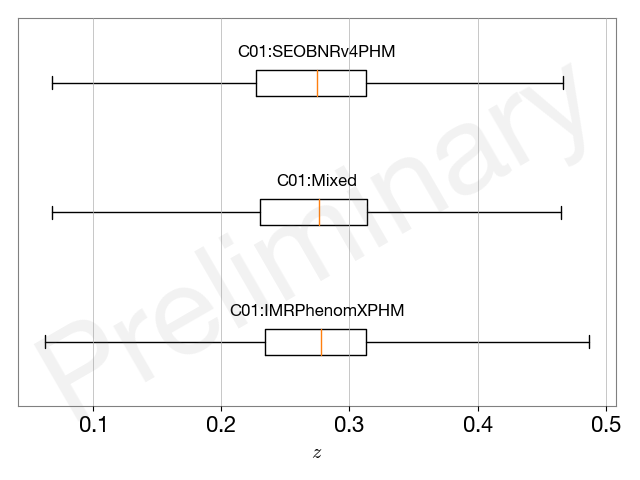 C01:SEOBNRv4PHM
C01:Mixed
C01:IMRPhenomXPHM
Preliminary
0.1 0.2 0.3 0.4 0.5
z